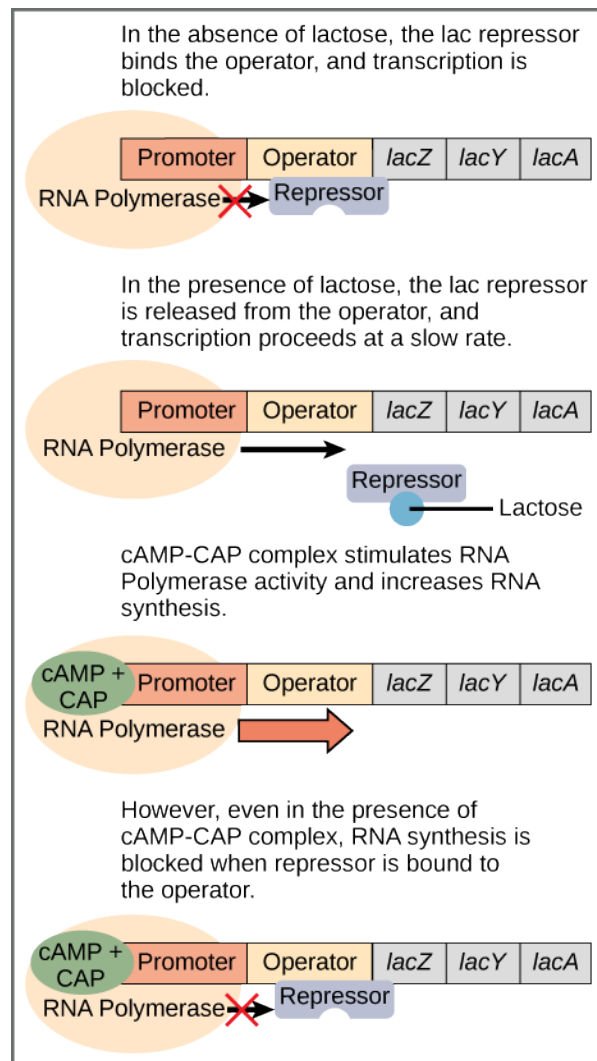 In the absence of lactose, the lac repressor
binds the operator, and transcription is
blocked.
Promoter Operator lacZ lacY lacA
RNA Polymerase Repressor
In the presence of lactose, the lac repressor
is released from the operator, and
transcription proceeds at a slow rate.
Promoter Operator lacZ lacY lacA
RNA Polymerase
Repressor
Lactose
cAMP-CAP complex stimulates RNA
Polymerase activity and increases RNA
synthesis.
cAMP +
CAP Promoter Operator lacZ lacY lacA
RNA Polymerase
However, even in the presence of
cAMP-CAP complex, RNA synthesis is
blocked when repressor is bound to
the operator.
cAMP +
CAP Promoter Operator lacZ lacY lacA
RNA Polymerase Repressor